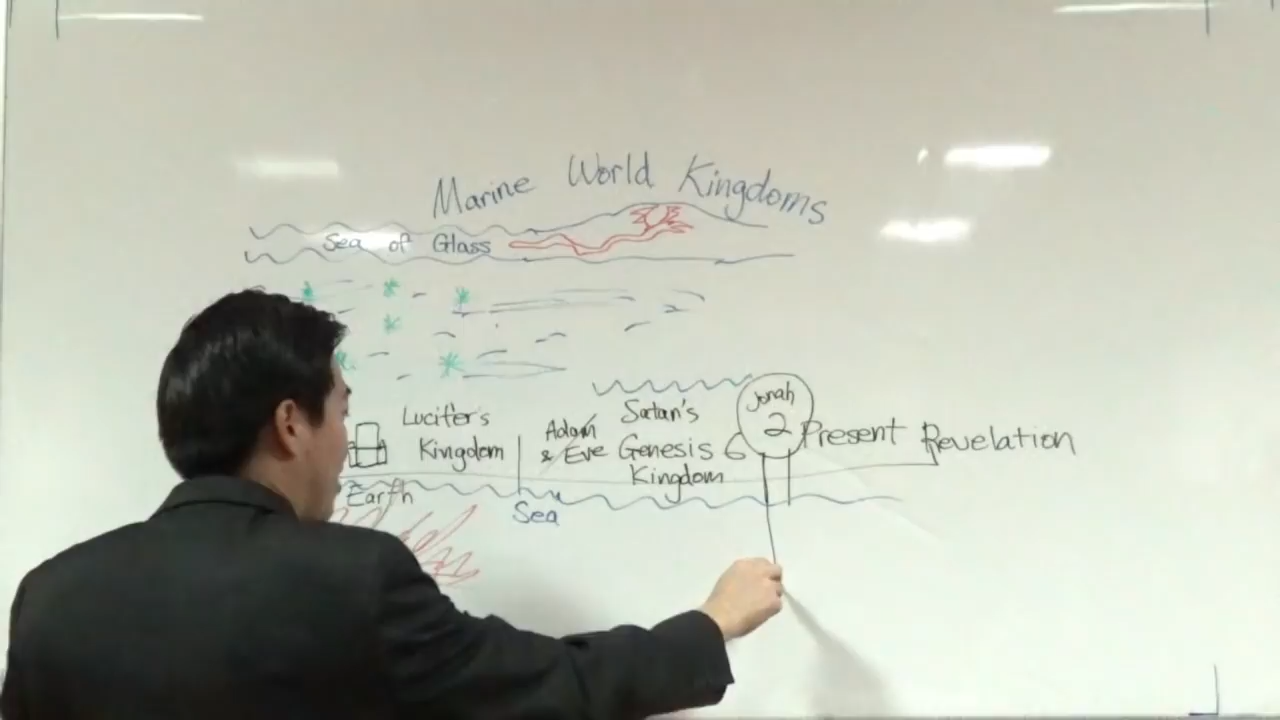 Marine World Kingdoms
Sea of Glass
Lucifer's
Kingdom
Adam
& Eve
Satan's
Genesis 6
Kingdom
Jonah
2
Present
Revelation
Earth
Sea